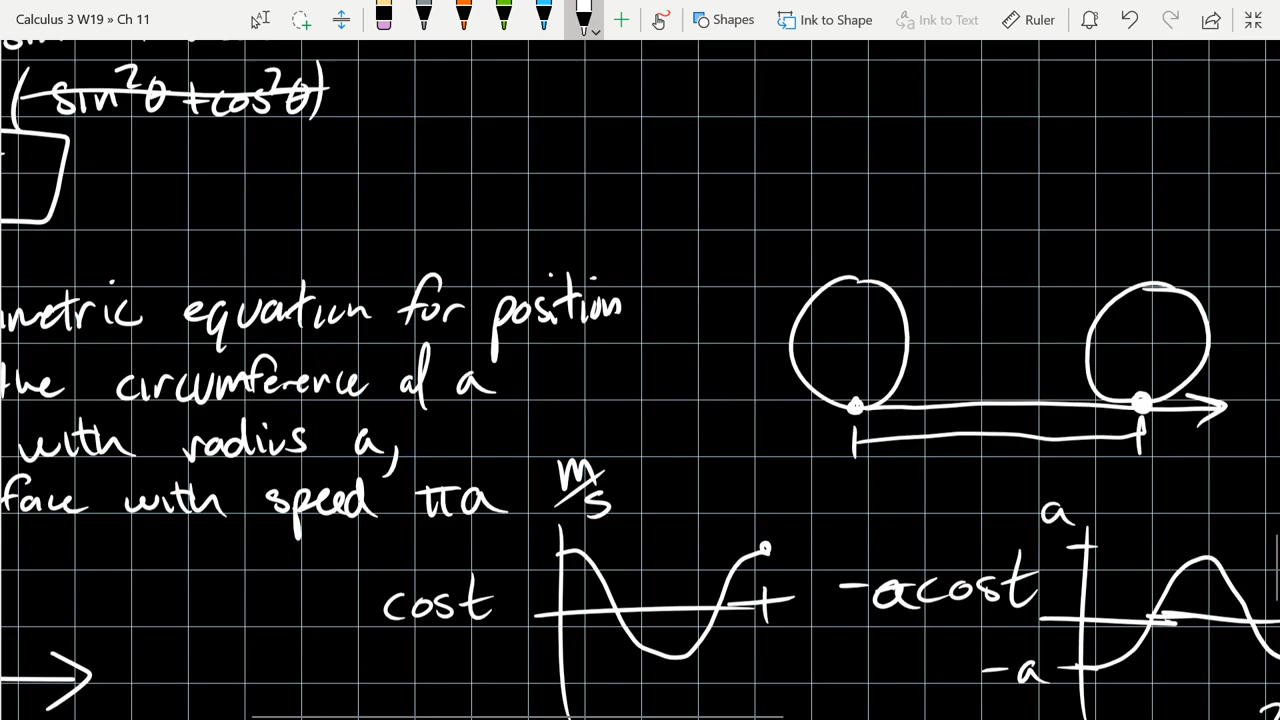 Calculus 3 W19 » Ch 11
Shapes
Ink to Shape
Ink to Text
Ruler
(sin²θ + cos²θ)
metric equation for position
the circumference of a
with radius a,
face with speed πa m/s
cost
-acost
a
-a